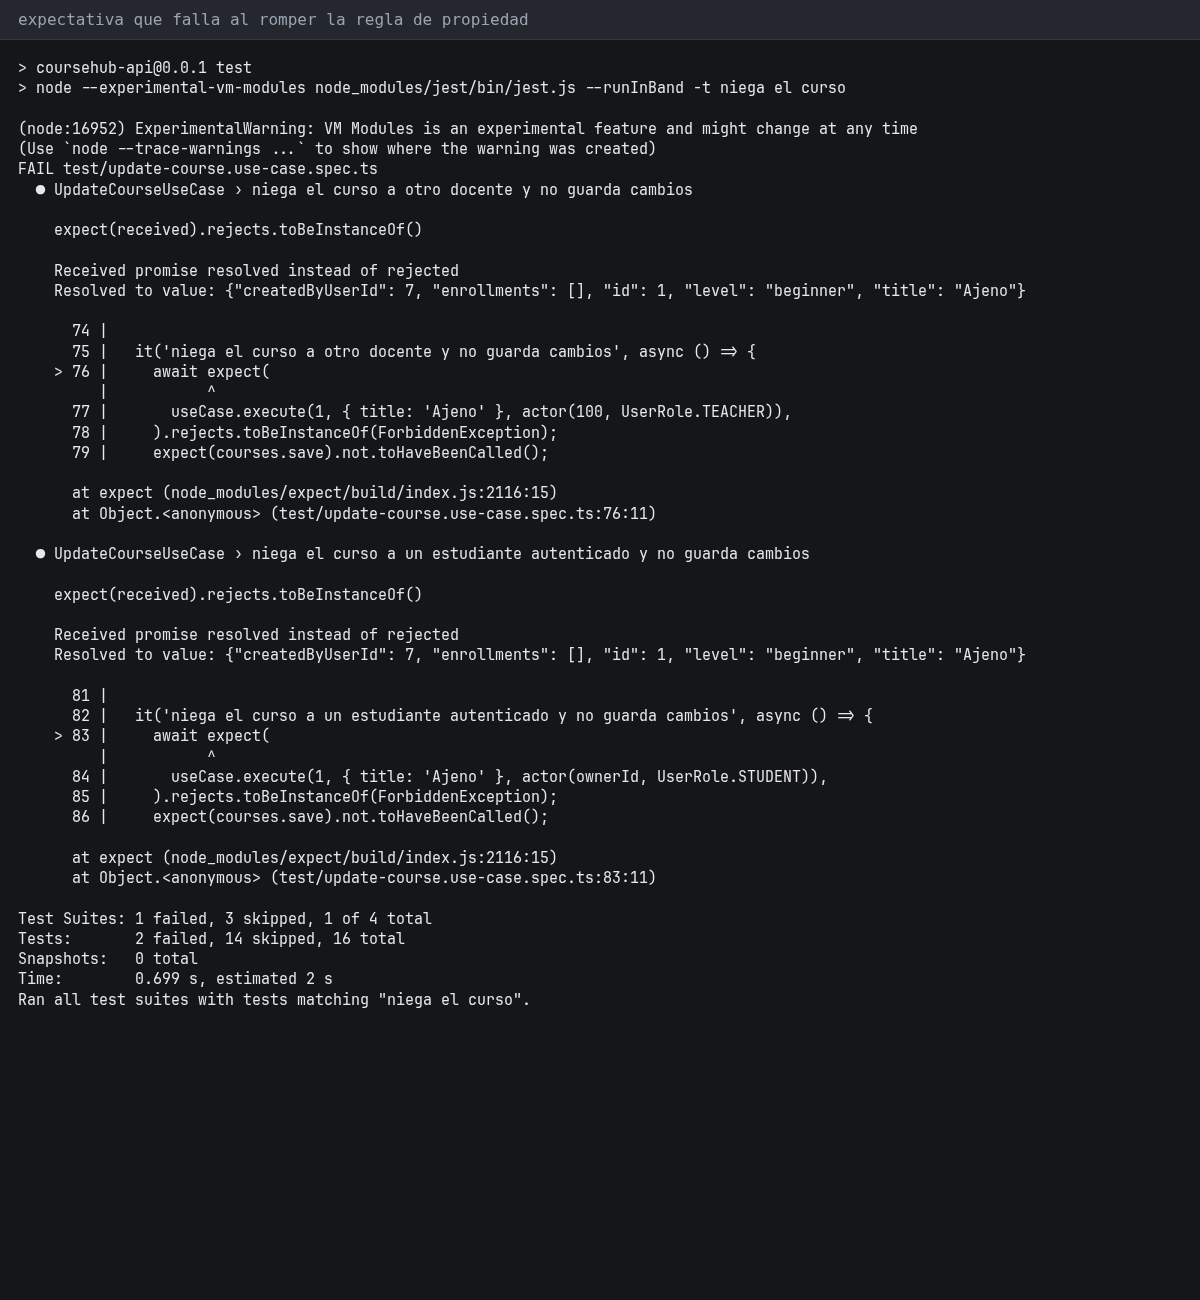 expectativa que falla al romper la regla de propiedad
> coursehub-api@0.0.1 test
> node --experimental-vm-modules node_modules/jest/bin/jest.js --runInBand -t niega el curso
(node:16952) ExperimentalWarning: VM Modules is an experimental feature and might change at any time
(Use `node --trace-warnings ...` to show where the warning was created)
FAIL test/update-course.use-case.spec.ts
● UpdateCourseUseCase › niega el curso a otro docente y no guarda cambios
expect(received).rejects.toBeInstanceOf()
Received promise resolved instead of rejected
Resolved to value: {"createdByUserId": 7, "enrollments": [], "id": 1, "level": "beginner", "title": "Ajeno"}
74 |
75 |   it('niega el curso a otro docente y no guarda cambios', async () => {
> 76 |     await expect(
|           ^
77 |       useCase.execute(1, { title: 'Ajeno' }, actor(100, UserRole.TEACHER)),
78 |     ).rejects.toBeInstanceOf(ForbiddenException);
79 |     expect(courses.save).not.toHaveBeenCalled();
at expect (node_modules/expect/build/index.js:2116:15)
at Object.<anonymous> (test/update-course.use-case.spec.ts:76:11)
● UpdateCourseUseCase › niega el curso a un estudiante autenticado y no guarda cambios
expect(received).rejects.toBeInstanceOf()
Received promise resolved instead of rejected
Resolved to value: {"createdByUserId": 7, "enrollments": [], "id": 1, "level": "beginner", "title": "Ajeno"}
81 |
82 |   it('niega el curso a un estudiante autenticado y no guarda cambios', async () => {
> 83 |     await expect(
|           ^
84 |       useCase.execute(1, { title: 'Ajeno' }, actor(ownerId, UserRole.STUDENT)),
85 |     ).rejects.toBeInstanceOf(ForbiddenException);
86 |     expect(courses.save).not.toHaveBeenCalled();
at expect (node_modules/expect/build/index.js:2116:15)
at Object.<anonymous> (test/update-course.use-case.spec.ts:83:11)
Test Suites: 1 failed, 3 skipped, 1 of 4 total
Tests:       2 failed, 14 skipped, 16 total
Snapshots:   0 total
Time:        0.699 s, estimated 2 s
Ran all test suites with tests matching "niega el curso".